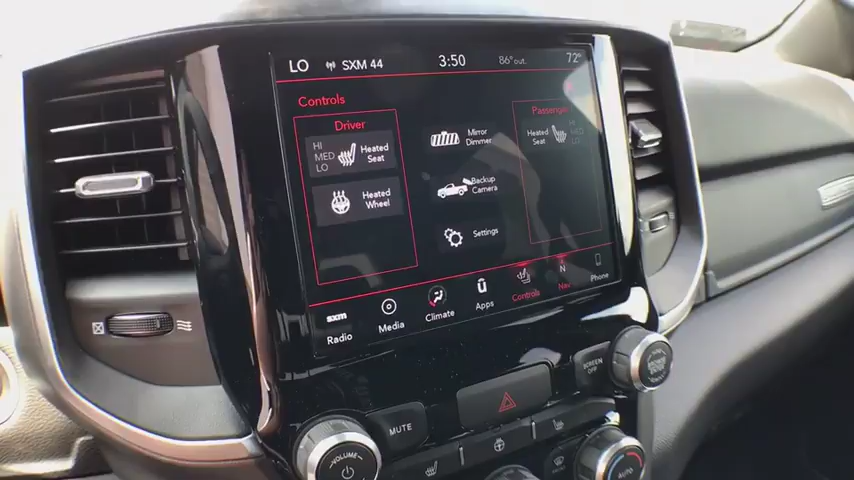 LO SXM 44 3:50 86° out. 72°
Controls
Driver
HI
MED
LO
Heated
Seat
Heated
Wheel
Mirror
Dimmer
Backup
Camera
Settings
Passenger
Heated
Seat
HI
MED
LO
sxm
Radio
Media
Climate
Apps
Controls
N
Nav
Phone
VOLUME
MUTE
SCREEN
OFF
BROWSE
ENTER
AUTO